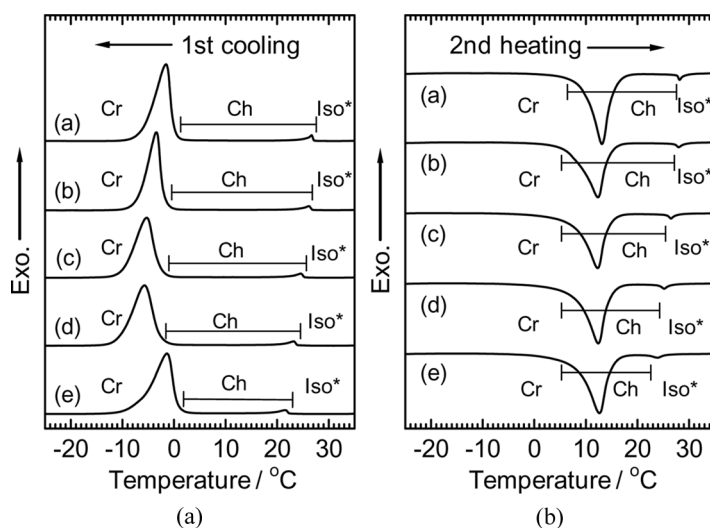 1st cooling
Cr Ch Iso*
(a)
Cr Ch
(b) Iso*
Cr Ch
(c) Iso*
Cr Ch Iso*
(d)
Cr Ch Iso*
(e)
Exo.
-20 -10 0 10 20 30
Temperature / °C
(a)
2nd heating
(a)
Cr Ch Iso*
(b)
Cr Ch Iso*
(c)
Cr Ch Iso*
(d)
Cr Ch Iso*
(e)
Cr Ch Iso*
Exo.
-20 -10 0 10 20 30
Temperature / °C
(b)